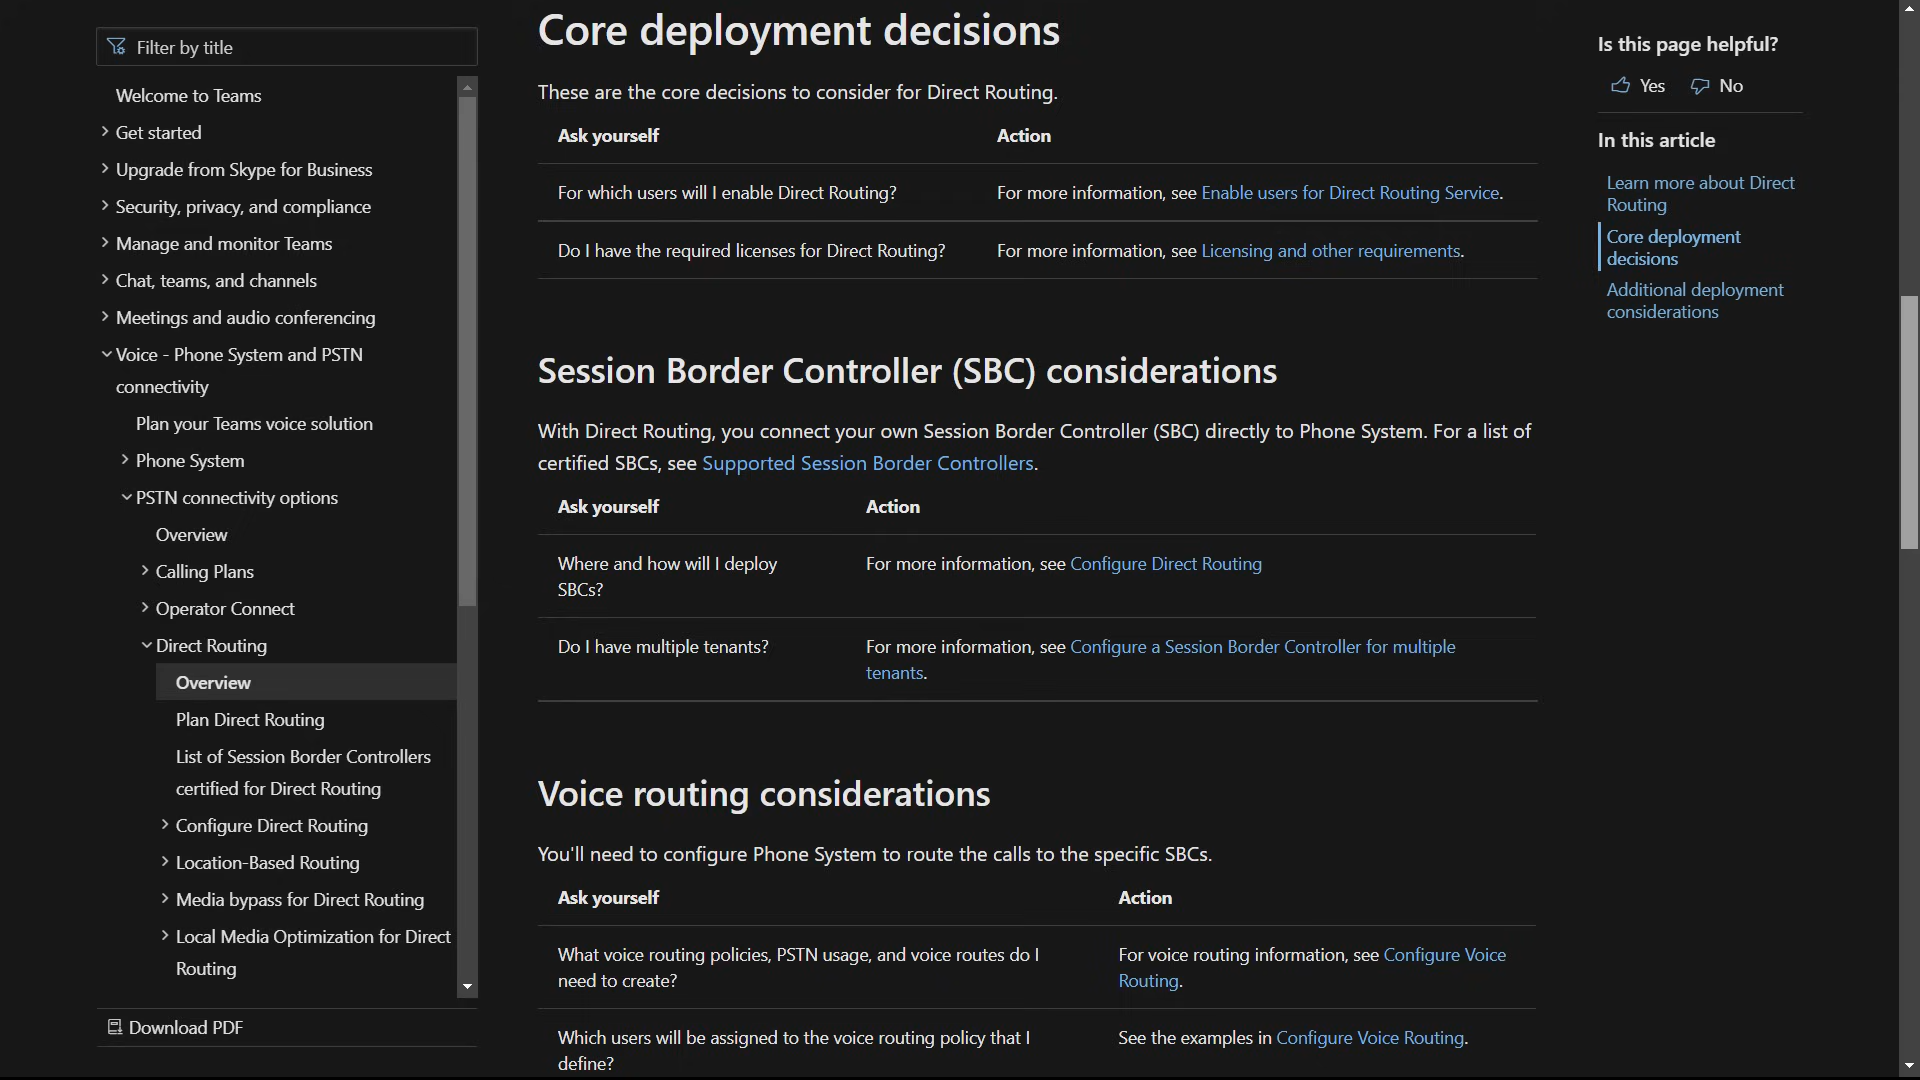 Filter by title
Welcome to Teams
Get started
Upgrade from Skype for Business
Security, privacy, and compliance
Manage and monitor Teams
Chat, teams, and channels
Meetings and audio conferencing
Voice - Phone System and PSTN
connectivity
Plan your Teams voice solution
Phone System
PSTN connectivity options
Overview
Calling Plans
Operator Connect
Direct Routing
Overview
Plan Direct Routing
List of Session Border Controllers
certified for Direct Routing
Configure Direct Routing
Location-Based Routing
Media bypass for Direct Routing
Local Media Optimization for Direct
Routing
Download PDF
Core deployment decisions
These are the core decisions to consider for Direct Routing.
Ask yourself Action
For which users will I enable Direct Routing? For more information, see Enable users for Direct Routing Service.
Do I have the required licenses for Direct Routing? For more information, see Licensing and other requirements.
Session Border Controller (SBC) considerations
With Direct Routing, you connect your own Session Border Controller (SBC) directly to Phone System. For a list of
certified SBCs, see Supported Session Border Controllers.
Ask yourself Action
Where and how will I deploy For more information, see Configure Direct Routing
SBCs?
Do I have multiple tenants? For more information, see Configure a Session Border Controller for multiple
tenants.
Voice routing considerations
You'll need to configure Phone System to route the calls to the specific SBCs.
Ask yourself Action
What voice routing policies, PSTN usage, and voice routes do I For voice routing information, see Configure Voice
need to create? Routing.
Which users will be assigned to the voice routing policy that I See the examples in Configure Voice Routing.
define?
Is this page helpful?
Yes No
In this article
Learn more about Direct
Routing
Core deployment
decisions
Additional deployment
considerations